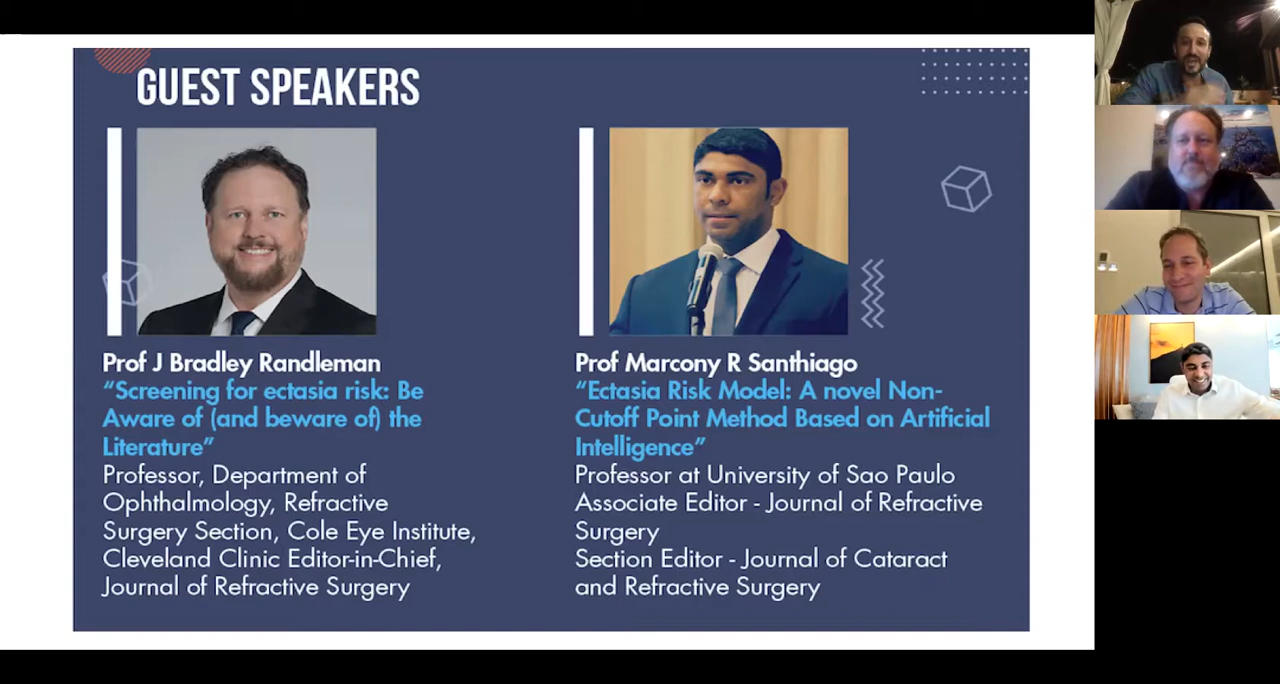 GUEST SPEAKERS
Prof J Bradley Randleman
“Screening for ectasia risk: Be
Aware of (and beware of) the
Literature”
Professor, Department of
Ophthalmology, Refractive
Surgery Section, Cole Eye Institute,
Cleveland Clinic Editor-in-Chief,
Journal of Refractive Surgery
Prof Marcony R Santhiago
“Ectasia Risk Model: A novel Non-
Cutoff Point Method Based on Artificial
Intelligence”
Professor at University of Sao Paulo
Associate Editor - Journal of Refractive
Surgery
Section Editor - Journal of Cataract
and Refractive Surgery